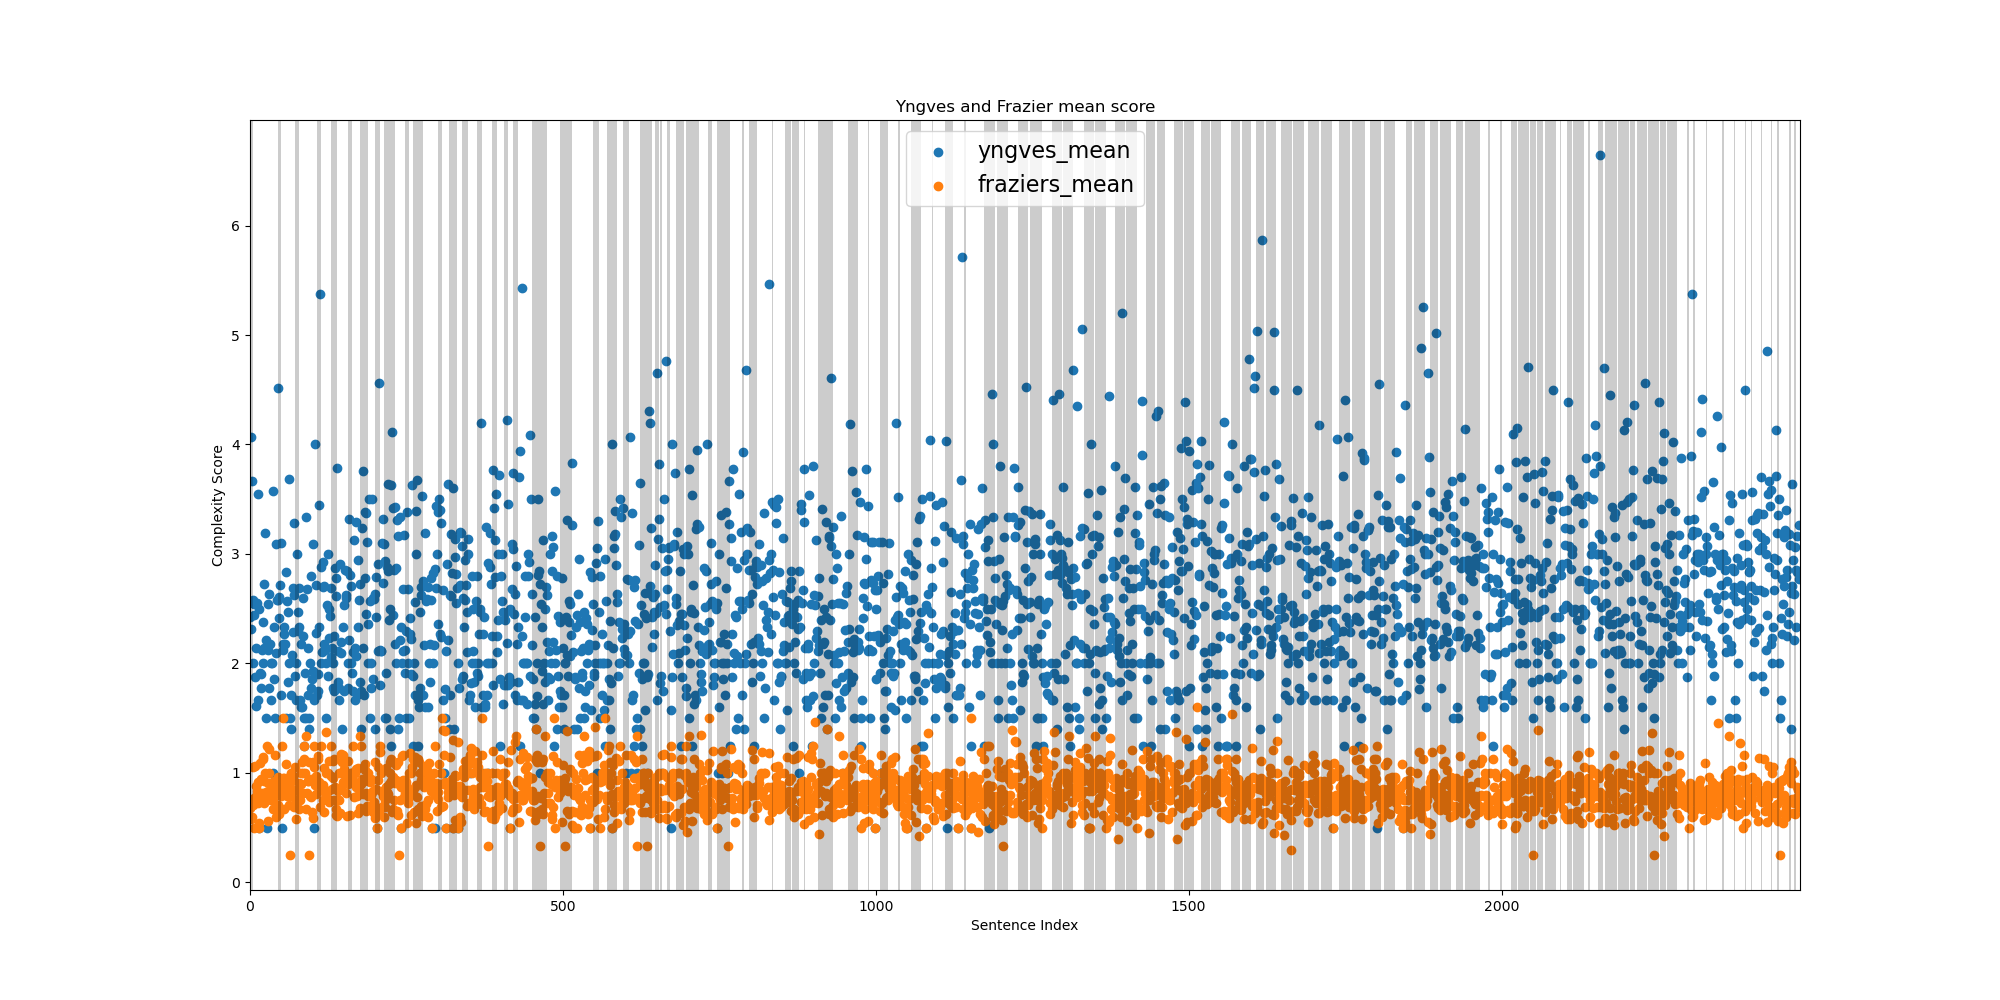 Yngves and Frazier mean score
yngves_mean
fraziers_mean
Complexity Score
6
5
4
3
2
1
0
0 500 1000 1500 2000
Sentence Index